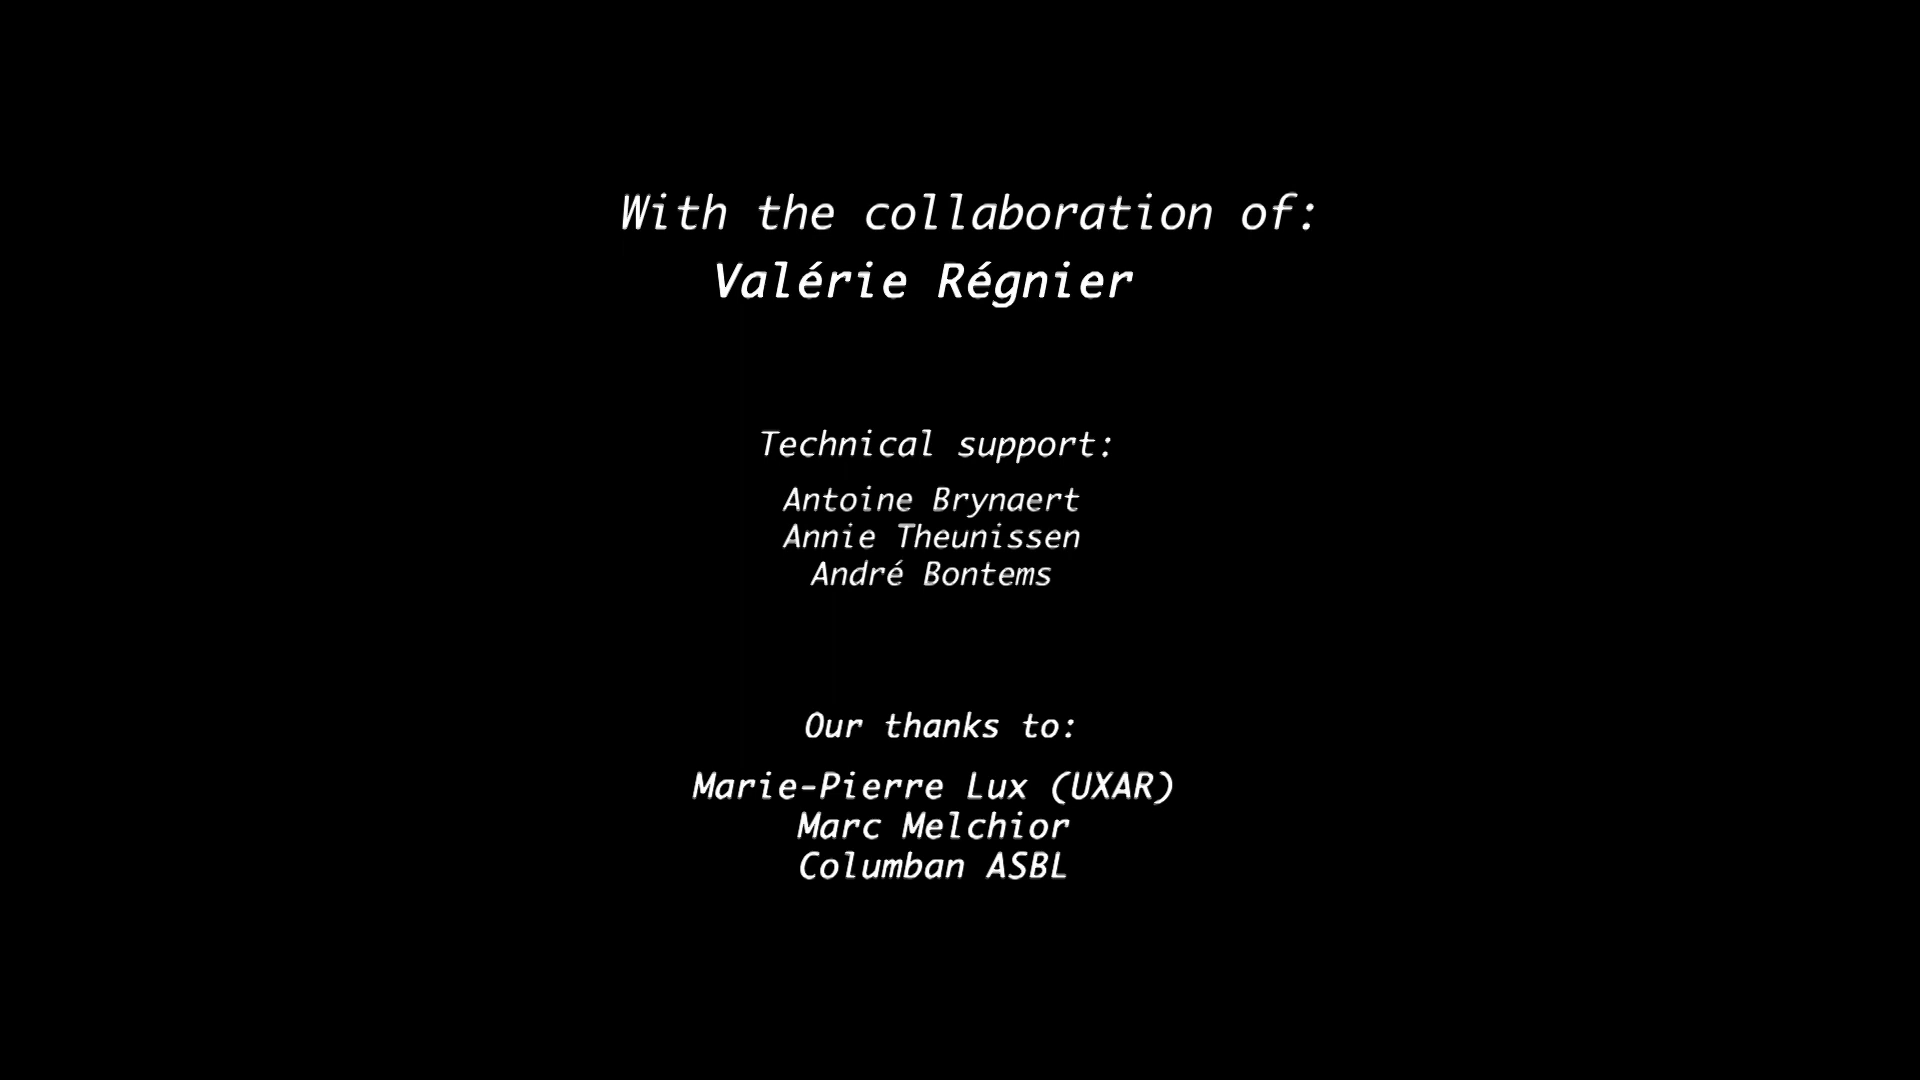 With the collaboration of:
Valérie Régnier
Technical support:
Antoine Brynaert
Annie Theunissen
André Bontems
Our thanks to:
Marie-Pierre Lux (UXAR)
Marc Melchior
Columban ASBL